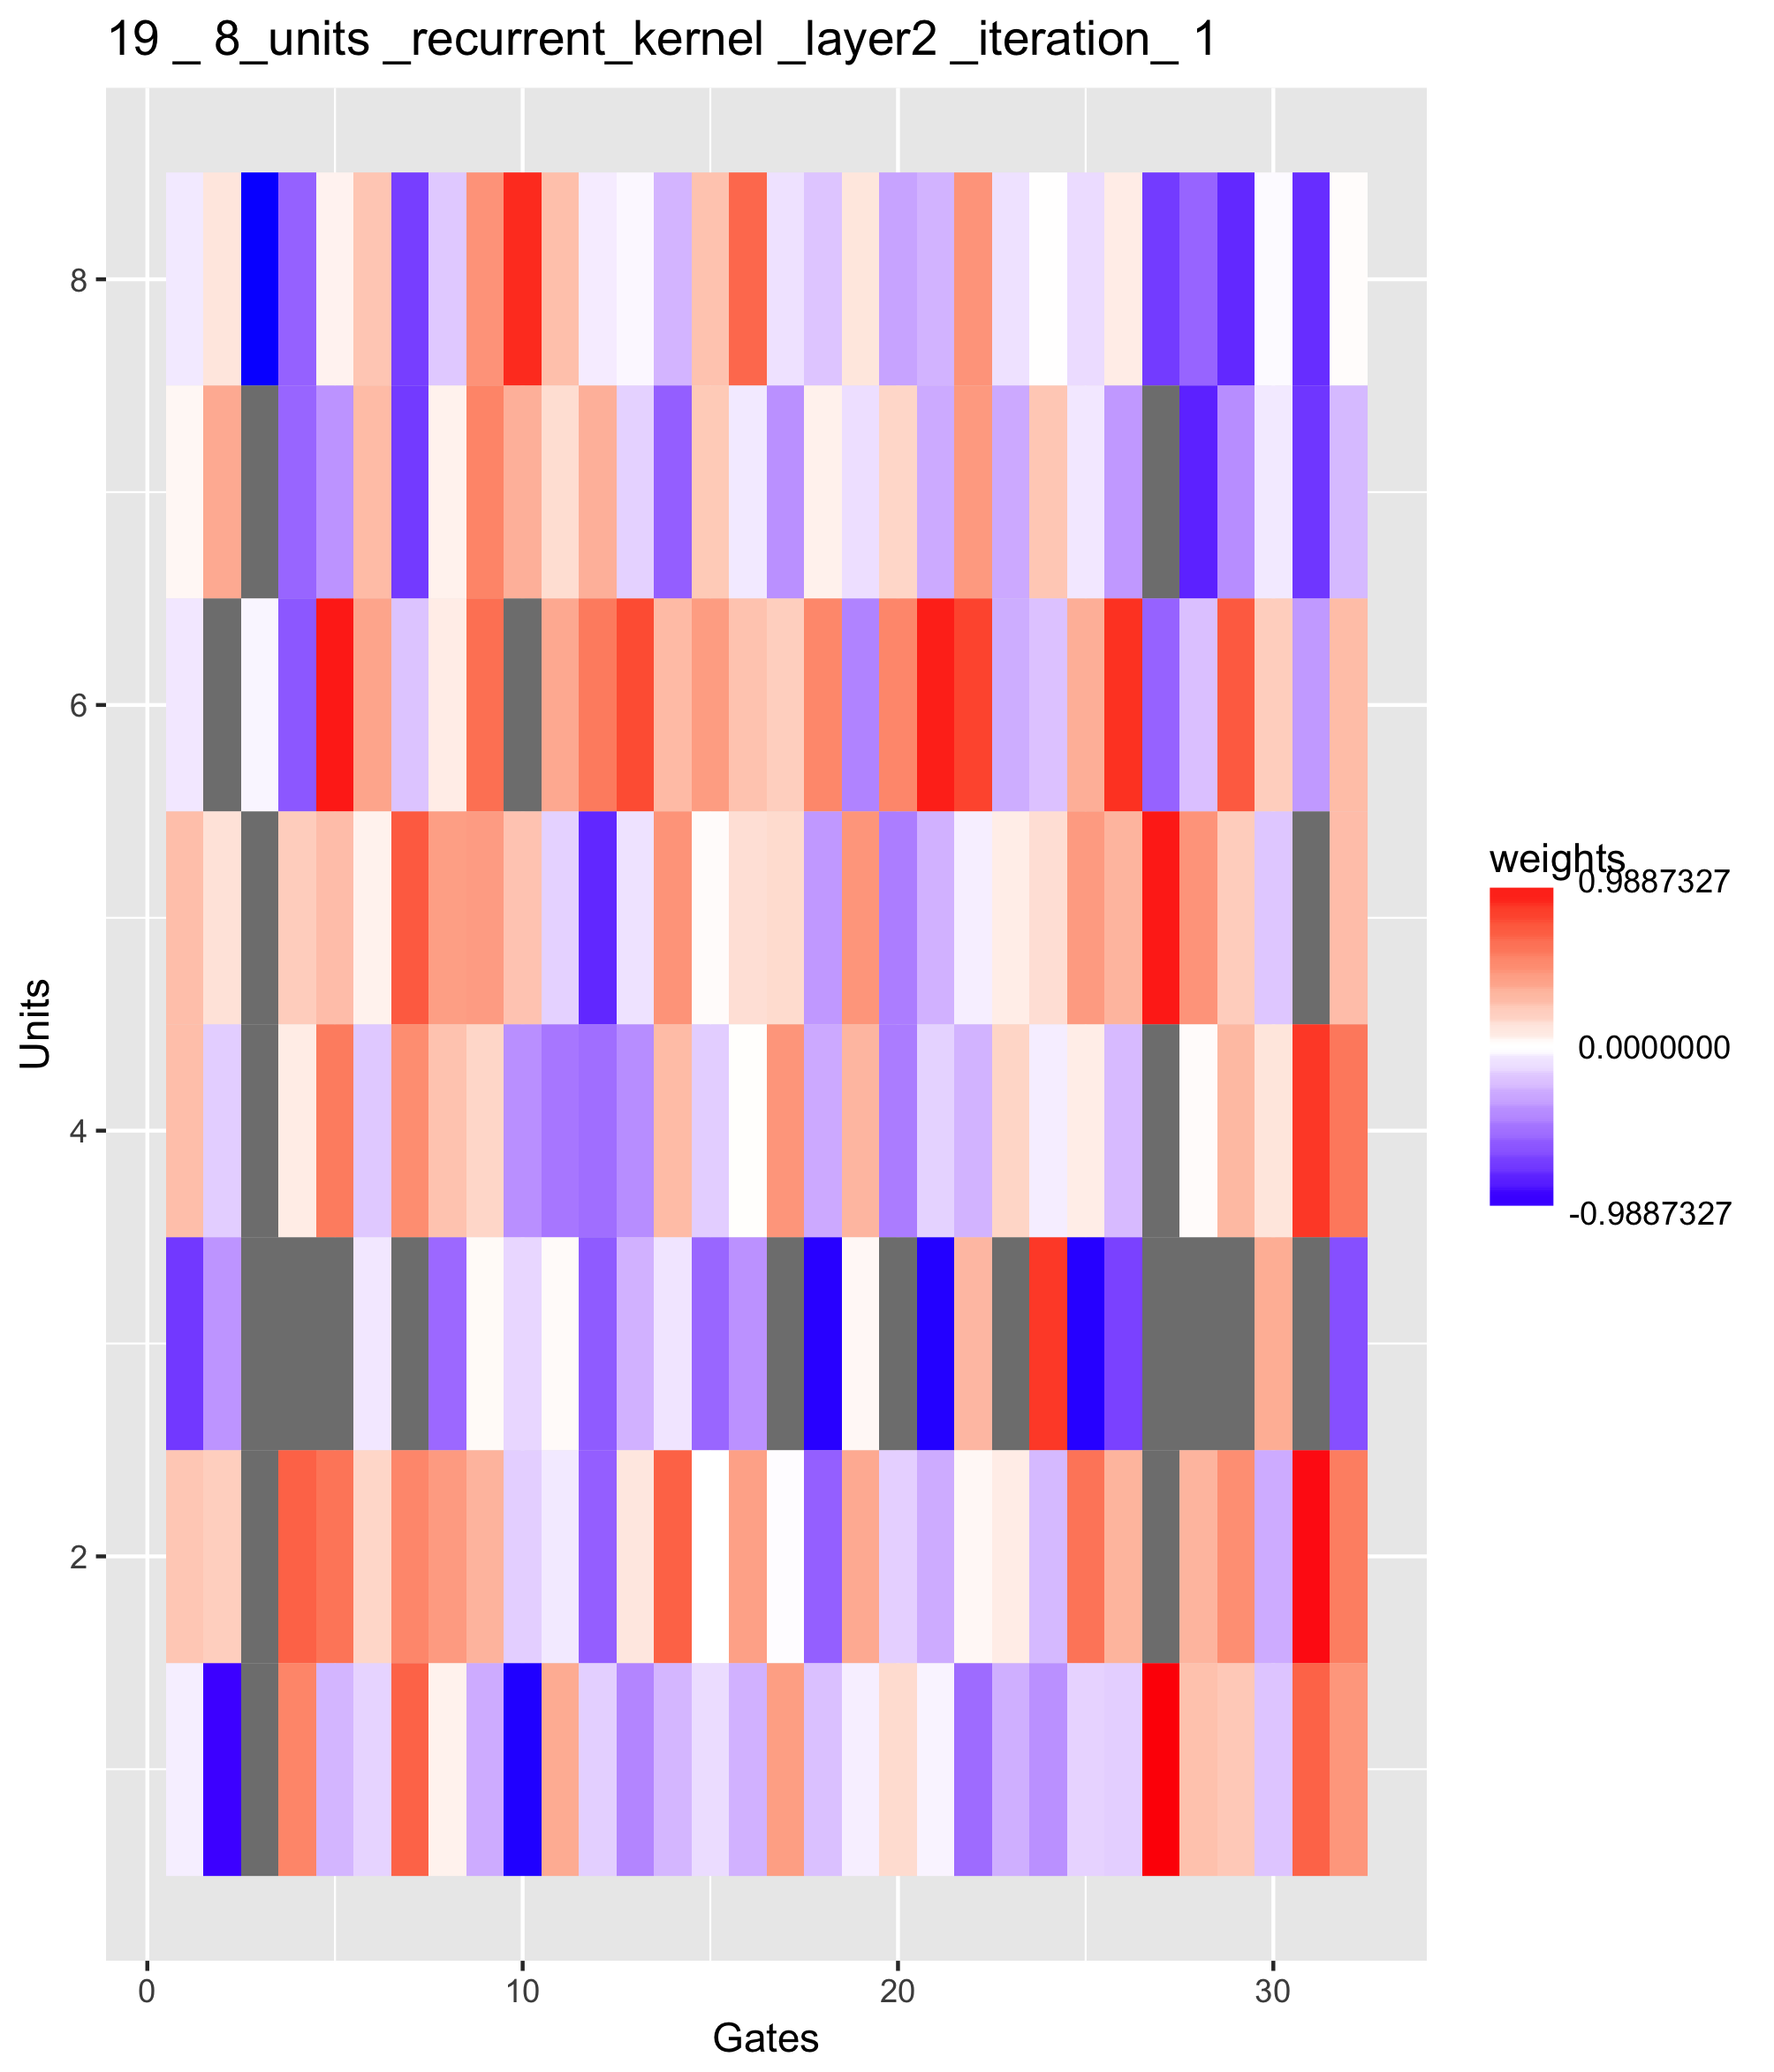 19 _ 8_units _recurrent_kernel _layer2 _iteration_ 1
8
6
4
2
Units
0 10 20 30
Gates
weights
0.9887327
0.0000000
-0.9887327